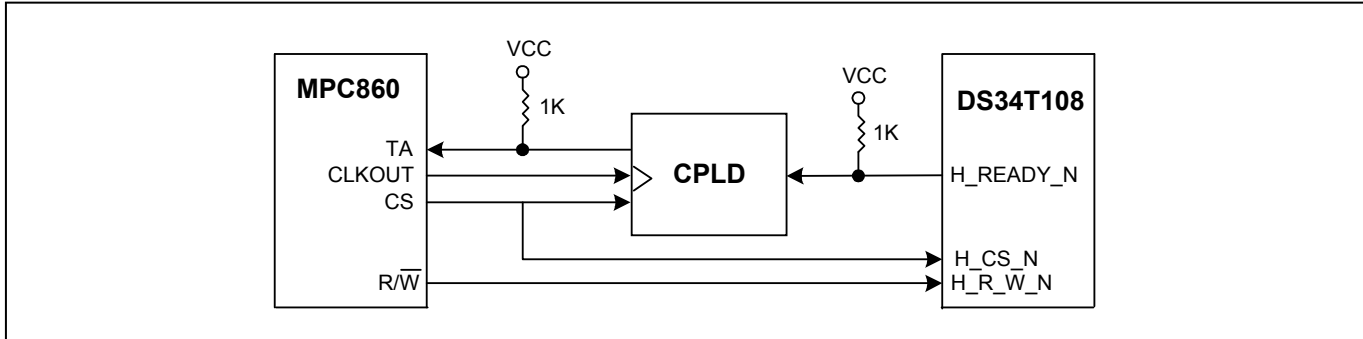 MPC860
VCC
1K
VCC
1K
DS34T108
TA
CLKOUT
CS
CPLD
H_READY_N
H_CS_N
R/W̅
H_R_W_N